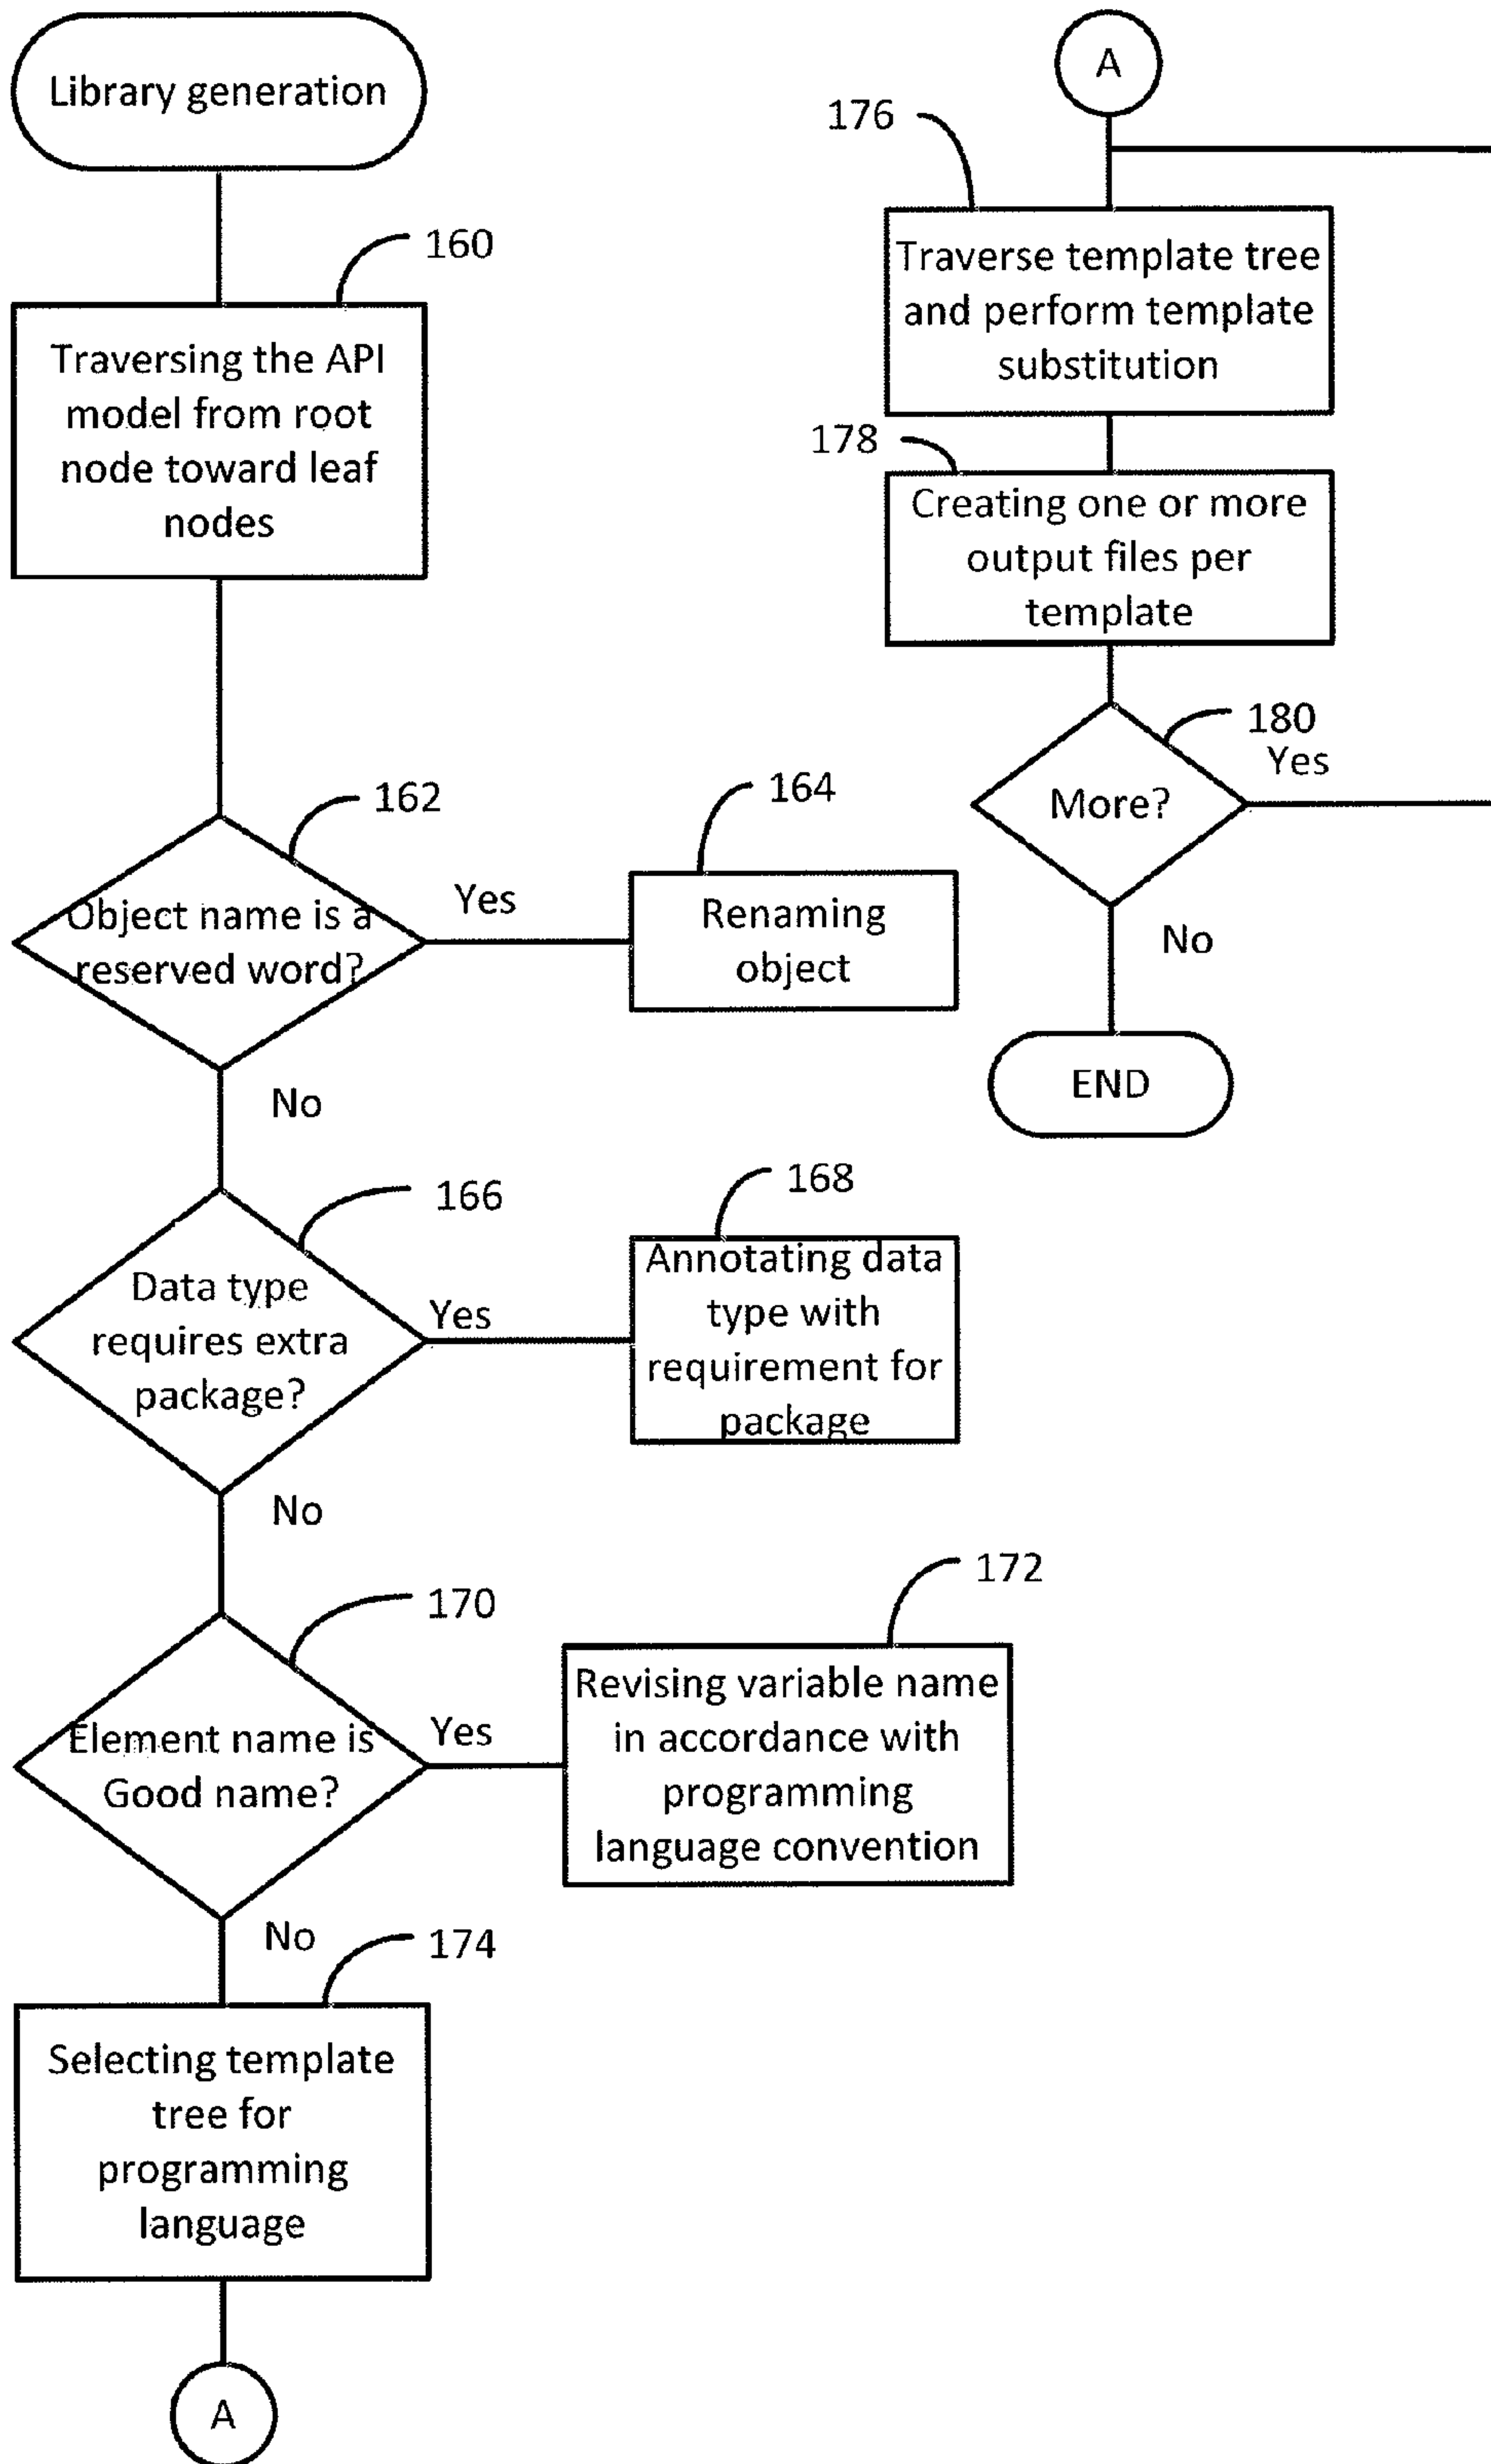 Library generation
160
Traversing the API
model from root
node toward leaf
nodes
162
Object name is a
reserved word?
Yes
164
Renaming
object
No
166
Data type
requires extra
package?
Yes
168
Annotating data
type with
requirement for
package
No
170
Element name is
Good name?
Yes
172
Revising variable name
in accordance with
programming
language convention
No
174
Selecting template
tree for
programming
language
A
A
176
Traverse template tree
and perform template
substitution
178
Creating one or more
output files per
template
180
More?
Yes
No
END